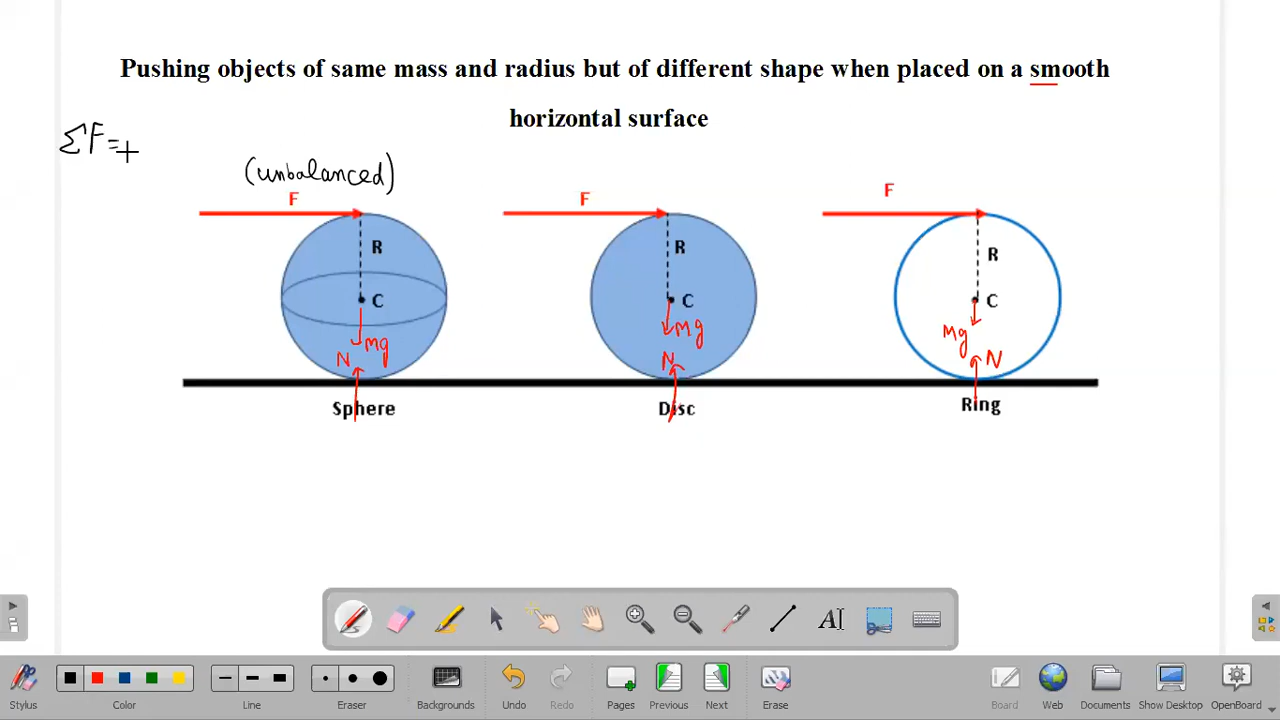 Pushing objects of same mass and radius but of different shape when placed on a smooth
horizontal surface
ΣF=
(unbalanced)
F F F
R R R
C C C
Mg Mg Mg
N N N
Sphere Disc Ring
Stylus Color Line Eraser Backgrounds Undo Redo Pages Previous Next Erase Board Web Documents Show Desktop OpenBoard